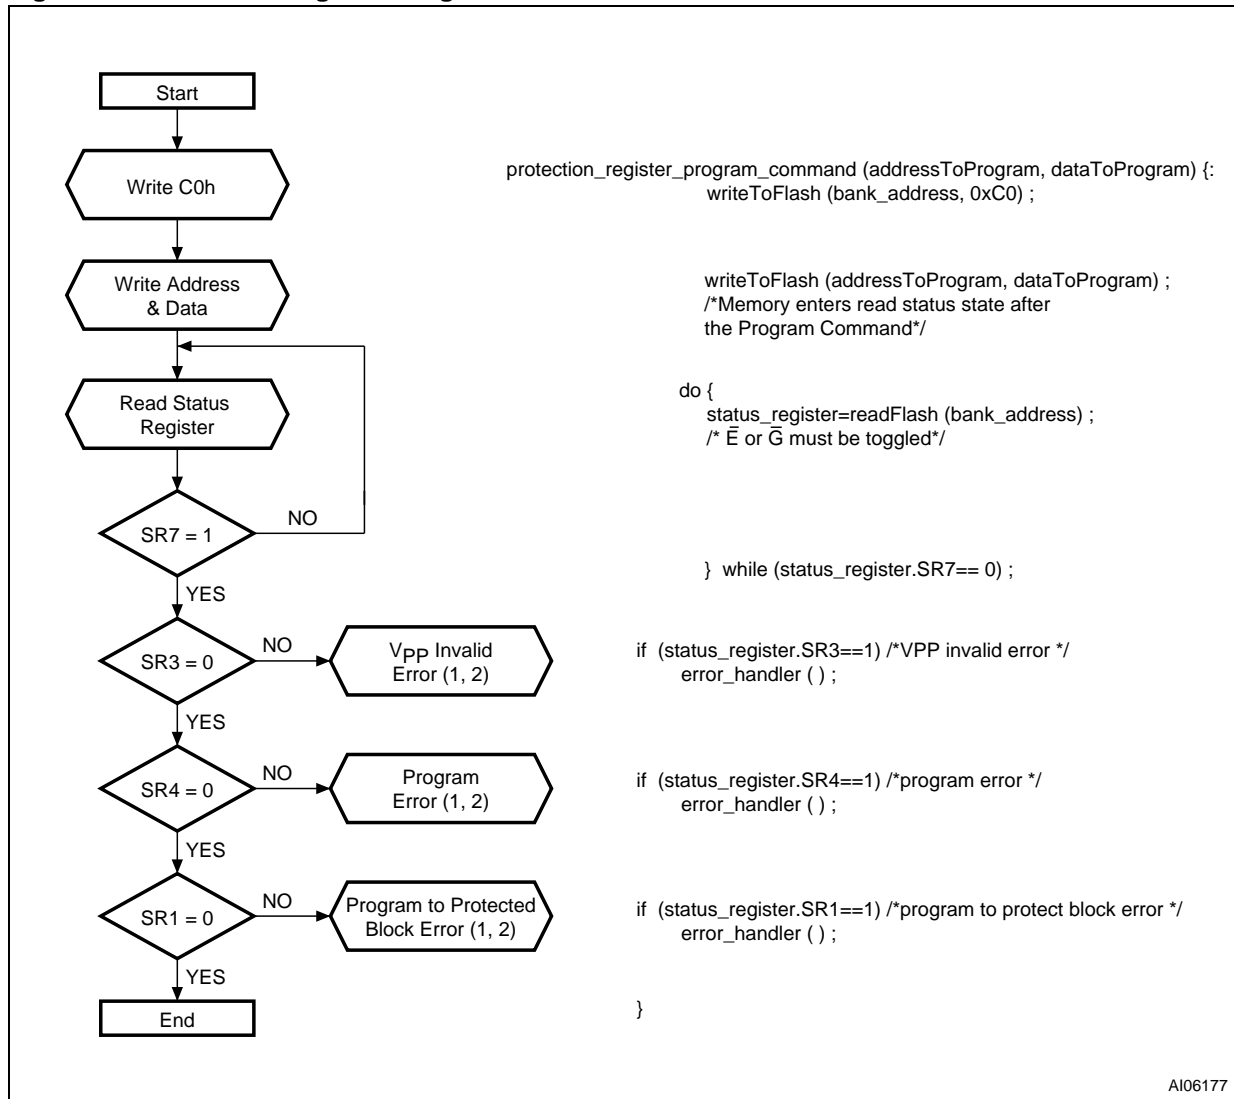 Start
Write C0h
protection_register_program_command (addressToProgram, dataToProgram) {:
writeToFlash (bank_address, 0xC0) ;
Write Address
& Data
writeToFlash (addressToProgram, dataToProgram) ;
/*Memory enters read status state after
the Program Command*/
Read Status
Register
do {
status_register=readFlash (bank_address) ;
/* E̅ or G̅ must be toggled*/
SR7 = 1
NO
} while (status_register.SR7== 0) ;
YES
SR3 = 0
NO
VPP Invalid
Error (1, 2)
if (status_register.SR3==1) /*VPP invalid error */
error_handler ( ) ;
YES
SR4 = 0
NO
Program
Error (1, 2)
if (status_register.SR4==1) /*program error */
error_handler ( ) ;
YES
SR1 = 0
NO
Program to Protected
Block Error (1, 2)
if (status_register.SR1==1) /*program to protect block error */
error_handler ( ) ;
YES
End
}
AI06177